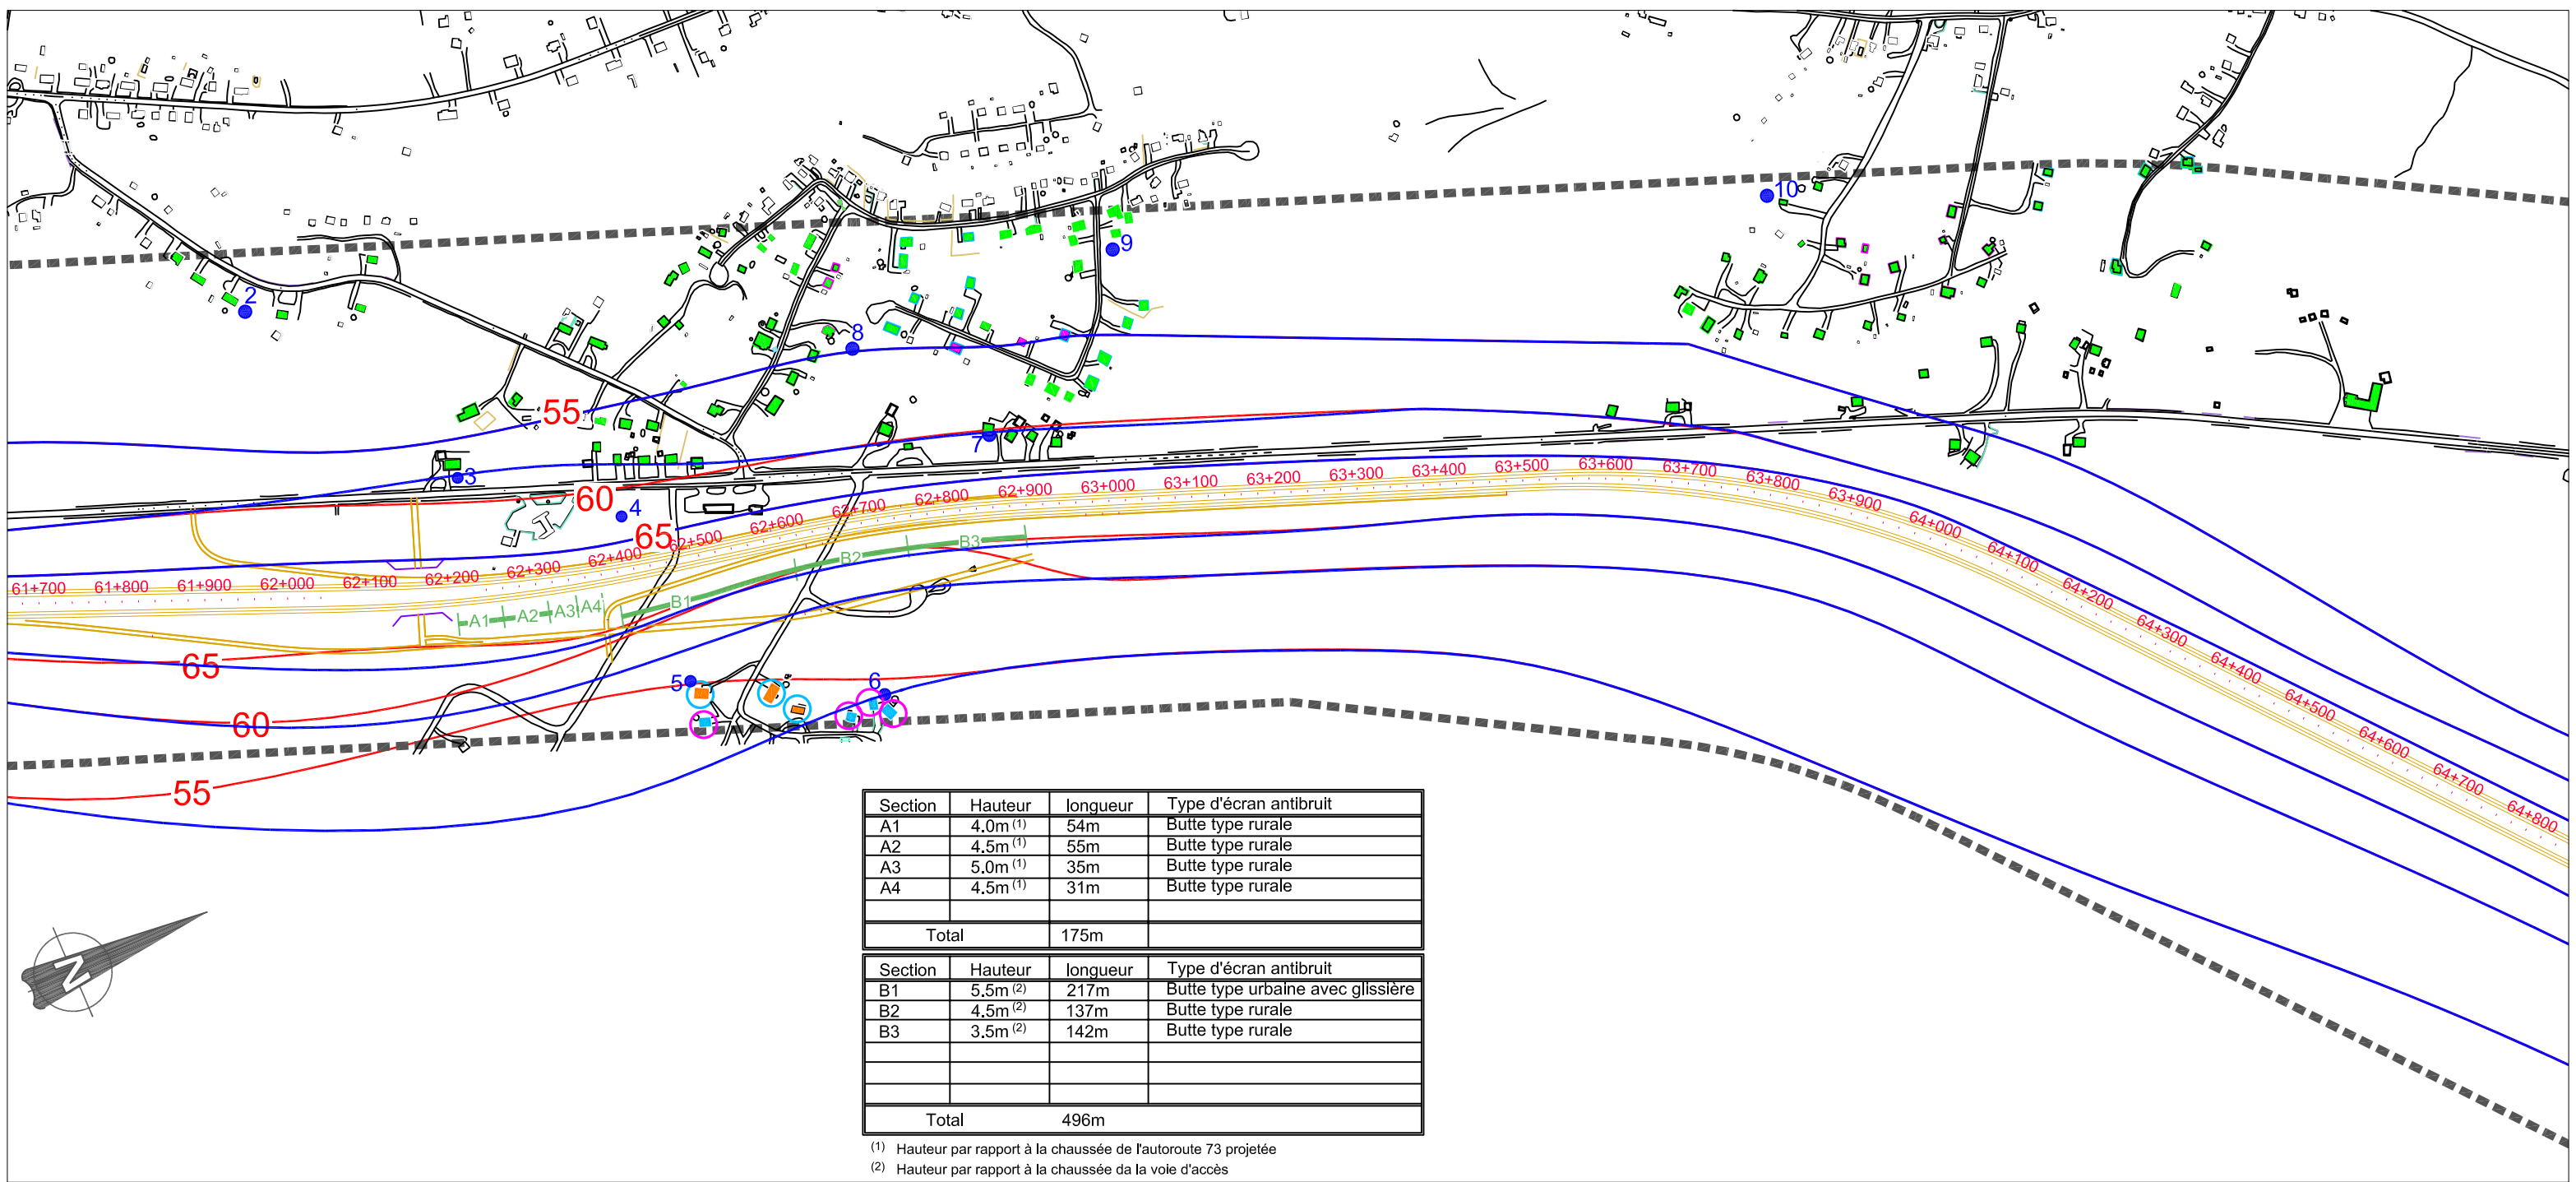 10
9
2
8
55
7
3
60
4
65
61+700 61+800 61+900 62+000 62+100 62+200 62+300 62+400 62+500 62+600 62+700 62+800 62+900 63+000 63+100 63+200 63+300 63+400 63+500 63+600 63+700 63+800 63+900 64+000 64+100 64+200 64+300 64+400 64+500 64+600 64+700 64+800
A1 A2 A3 A4 B1 B2 B3
65
5
6
60
55
N
Section Hauteur longueur Type d'écran antibruit
A1 4.0m (1) 54m Butte type rurale
A2 4.5m (1) 55m Butte type rurale
A3 5.0m (1) 35m Butte type rurale
A4 4.5m (1) 31m Butte type rurale
Total 175m
Section Hauteur longueur Type d'écran antibruit
B1 5.5m (2) 217m Butte type urbaine avec glissière
B2 4.5m (2) 137m Butte type rurale
B3 3.5m (2) 142m Butte type rurale
Total 496m
(1) Hauteur par rapport à la chaussée de l'autoroute 73 projetée
(2) Hauteur par rapport à la chaussée da la voie d'accès